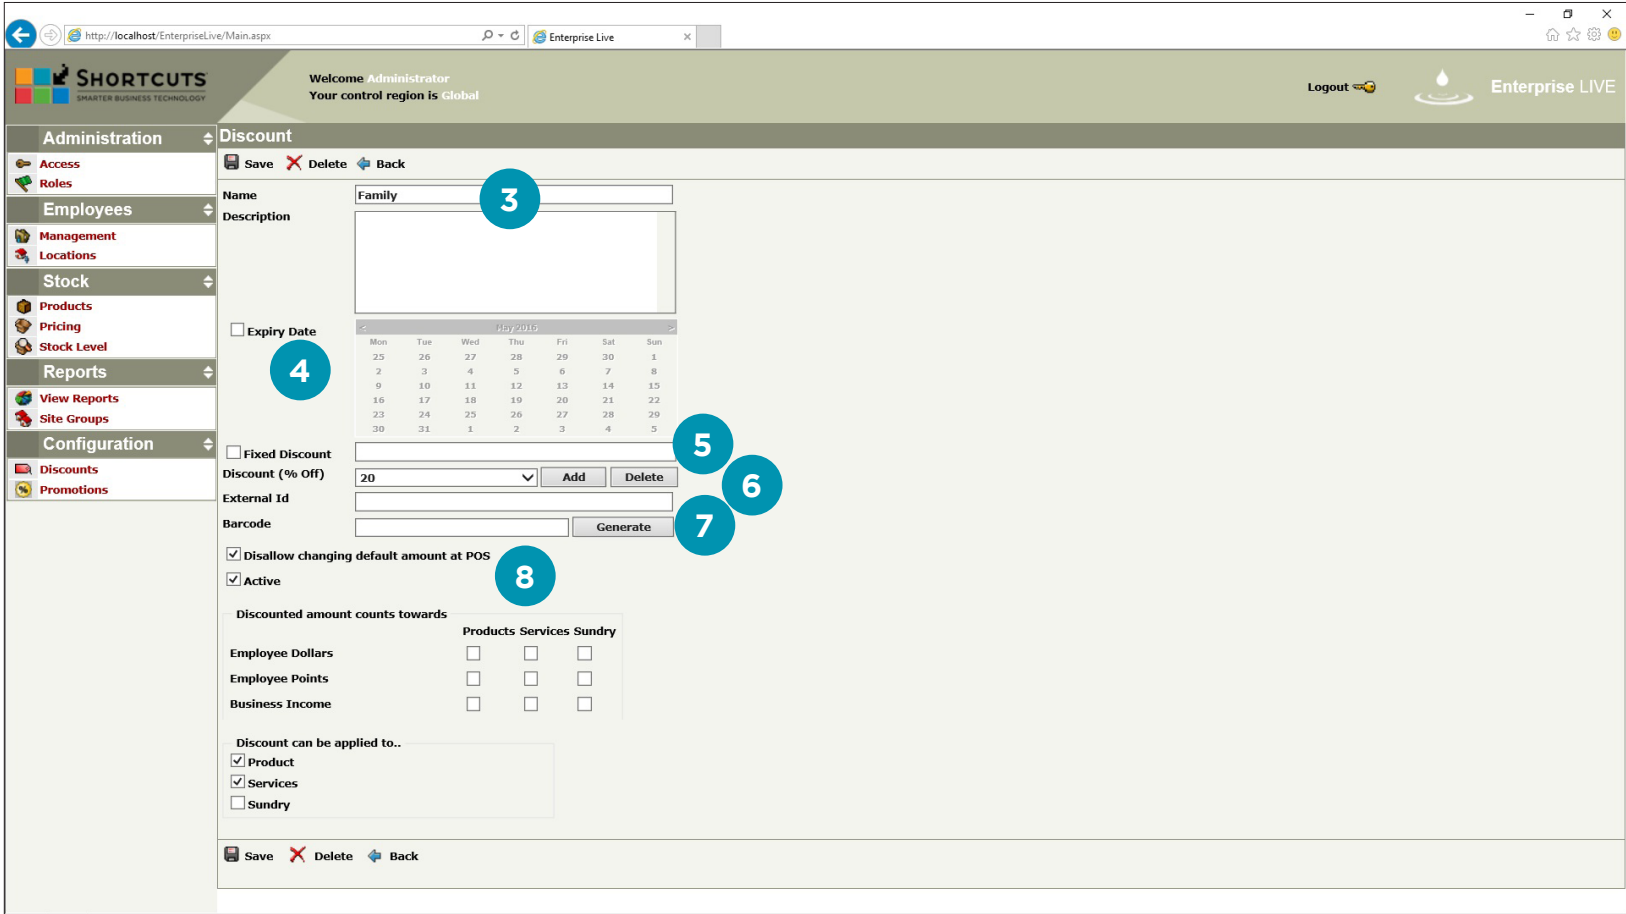 http://localhost/EnterpriseLive/Main.aspx
Enterprise Live
SHORTCUTS
SMARTER BUSINESS TECHNOLOGY
Welcome Administrator
Your control region is Global
Logout
Enterprise LIVE
Administration
Access
Roles
Employees
Management
Locations
Stock
Products
Pricing
Stock Level
Reports
View Reports
Site Groups
Configuration
Discounts
Promotions
Discount
Save Delete Back
Name Family 3
Description
Expiry Date
4
< May 2016 >
Mon Tue Wed Thu Fri Sat Sun
25 26 27 28 29 30 1
2 3 4 5 6 7 8
9 10 11 12 13 14 15
16 17 18 19 20 21 22
23 24 25 26 27 28 29
30 31 1 2 3 4 5
Fixed Discount 5
Discount (% Off) 20 Add Delete 6
External Id
Barcode Generate 7
Disallow changing default amount at POS
8
Active
Discounted amount counts towards
Products Services Sundry
Employee Dollars
Employee Points
Business Income
Discount can be applied to..
Product
Services
Sundry
Save Delete Back